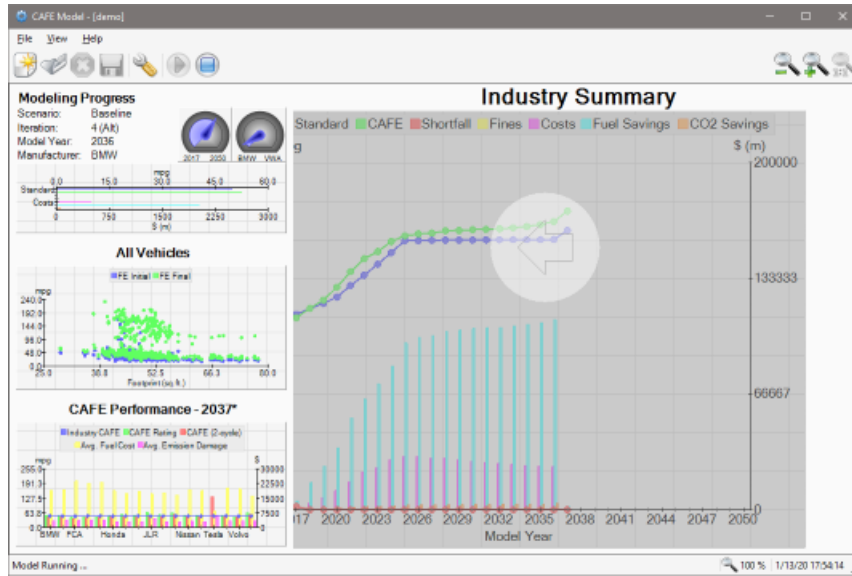 CAFE Model - [demo]
File View Help
Modeling Progress
Scenario: Baseline
Iteration: 4 (Alt)
Model Year: 2036
Manufacturer: BMW
2017 2050 BMW VWA
mpg
0.0 15.0 30.0 45.0 60.0
Standard
Costs
0 750 1500 2250 3000
$ (m)
All Vehicles
FE Initial FE Final
mpg
240.0
192.0
144.0
96.0
48.0
0.0
25.0 38.8 52.5 66.3 80.0
Footprint (sq. ft.)
CAFE Performance - 2037*
Industry CAFE CAFE Rating CAFE (2-cycle)
Avg. Fuel Cost Avg. Emission Damage
mpg $
255.0 30000
191.3 22500
127.5 15000
63.8 7500
0.0 0
BMW FCA Honda JLR Nissan Tesla Volvo
Industry Summary
Standard CAFE Shortfall Fines Costs Fuel Savings CO2 Savings
g
$ (m)
200000
133333
66667
0
17 2020 2023 2026 2029 2032 2035 2038 2041 2044 2047 2050
Model Year
Model Running ...
100 % 1/13/20 17:54:14